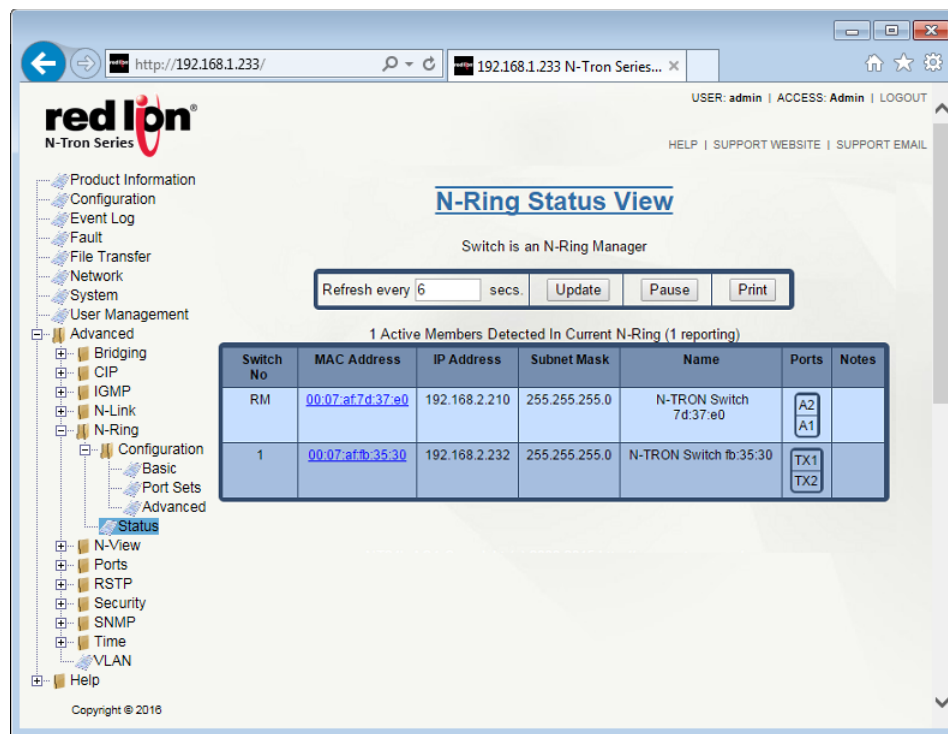 http://192.168.1.233/
192.168.1.233 N-Tron Series...
USER: admin | ACCESS: Admin | LOGOUT
red lion®
N-Tron Series
HELP | SUPPORT WEBSITE | SUPPORT EMAIL
Product Information
Configuration
Event Log
Fault
File Transfer
Network
System
User Management
Advanced
Bridging
CIP
IGMP
N-Link
N-Ring
Configuration
Basic
Port Sets
Advanced
Status
N-View
Ports
RSTP
Security
SNMP
Time
VLAN
Help
Copyright © 2016
N-Ring Status View
Switch is an N-Ring Manager
Refresh every 6 secs. Update Pause Print
1 Active Members Detected In Current N-Ring (1 reporting)
Switch No MAC Address IP Address Subnet Mask Name Ports Notes
RM 00:07:af:7d:37:e0 192.168.2.210 255.255.255.0 N-TRON Switch 7d:37:e0 A2 A1
1 00:07:af:fb:35:30 192.168.2.232 255.255.255.0 N-TRON Switch fb:35:30 TX1 TX2